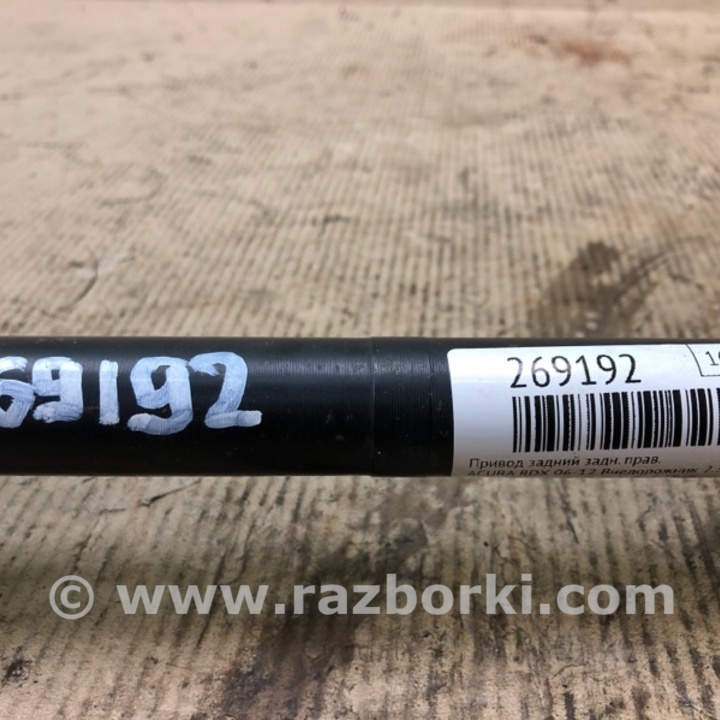 69192
269192
Привод задний задн. прав.
ACURA RDX 06-12 Внедорожник
© www.razborki.com